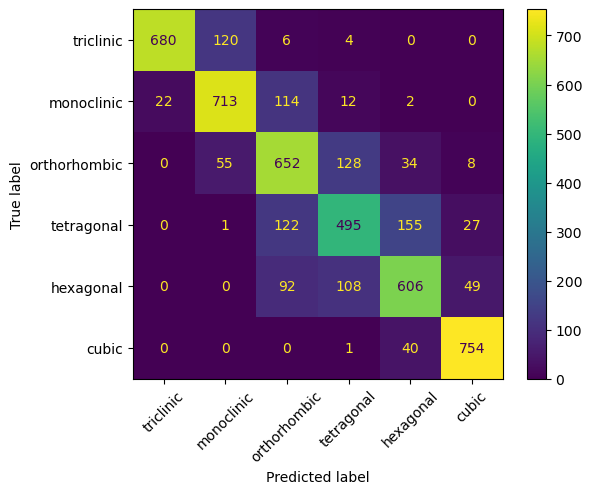 True label
triclinic 680 120 6 4 0 0
monoclinic 22 713 114 12 2 0
orthorhombic 0 55 652 128 34 8
tetragonal 0 1 122 495 155 27
hexagonal 0 0 92 108 606 49
cubic 0 0 0 1 40 754
triclinic monoclinic orthorhombic tetragonal hexagonal cubic
Predicted label
700
600
500
400
300
200
100
0